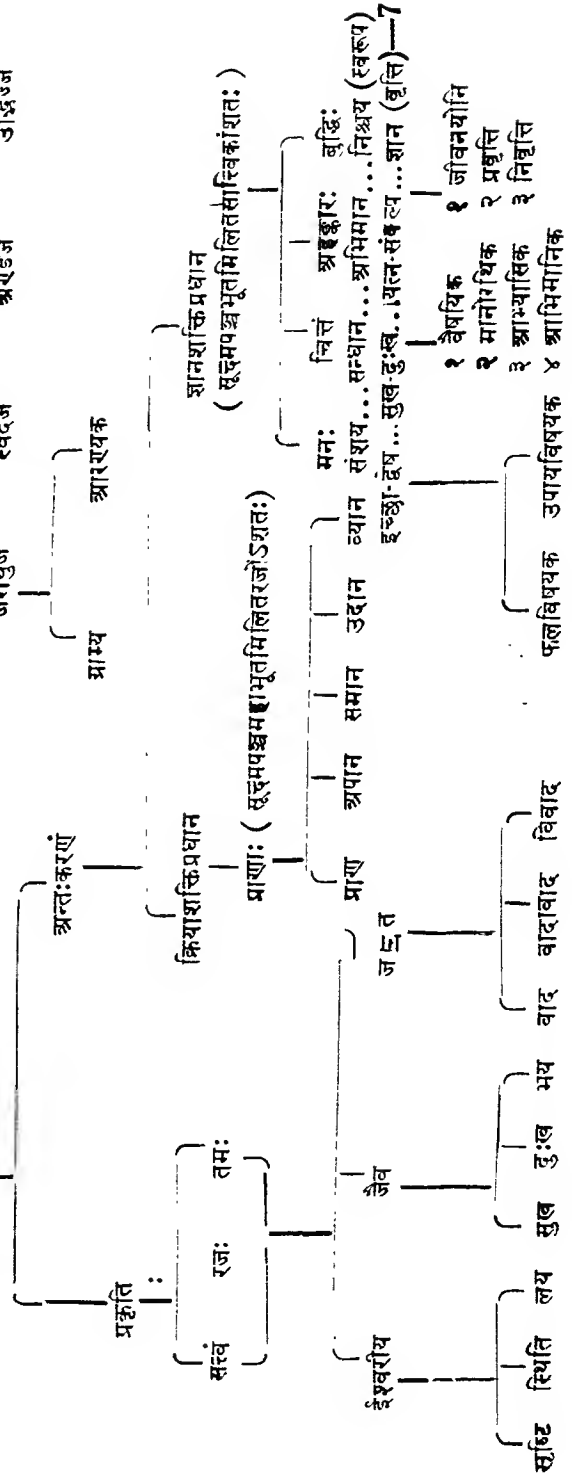 जरायुज स्वेदज अण्डज उद्भिज्ज
ग्राम्य आरण्यक
प्रकृतिः अन्तःकरणं
क्रियाशक्तिप्रधान ज्ञानशक्तिप्रधान
( सूक्ष्मपञ्चभूतमिलितसात्त्विकांशतः )
सत्त्वं रजः तमः
प्राणाः ( सूक्ष्मपञ्चमहाभूतमिलितरजोंऽशतः )
मनः चित्तं अहङ्कारः बुद्धिः
प्राण अपान समान उदान व्यान
संशय...सन्धान...अभिमान...निश्चय (स्वरूप)
इच्छा-द्वेष...सुख-दुःख...यत्न-संकल्प...ज्ञान (वृत्ति)—7
ईश्वरीय जैव जडत
१ वैषयिक १ जीवनयोनि
२ मानोरथिक २ प्रवृत्ति
३ आभ्यासिक ३ निवृत्ति
४ आभिमानिक
सृष्टि स्थिति लय सुख दुःख भय वाद वादावाद विवाद
फलविषयक उपायविषयक